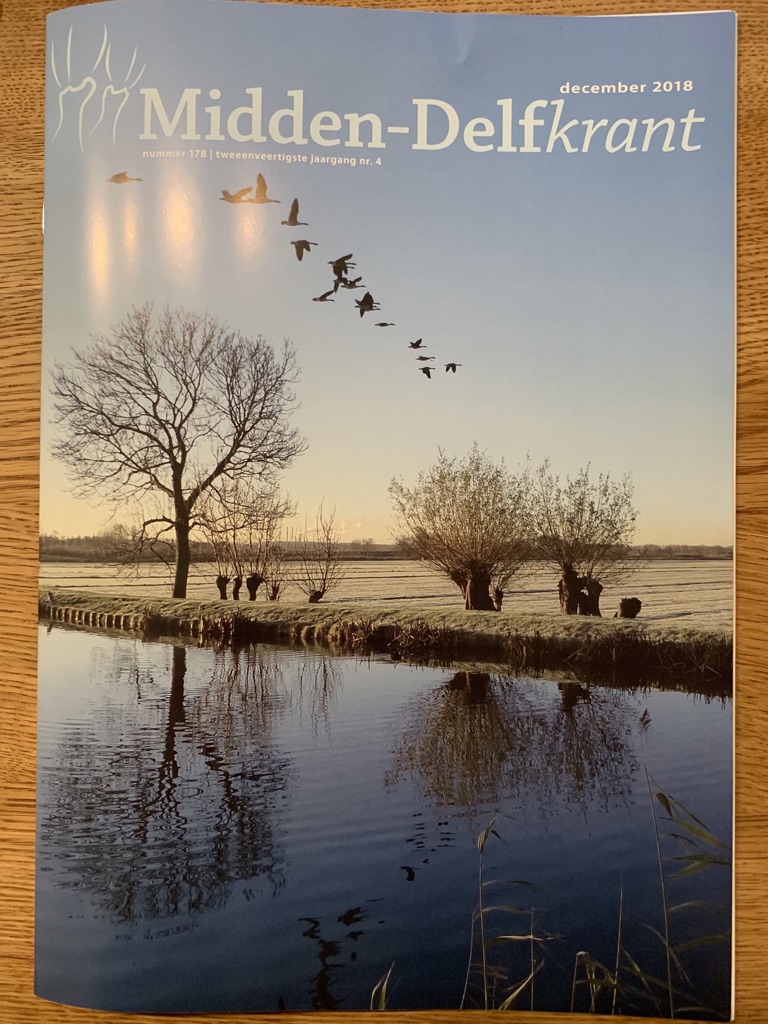 december 2018
Midden-Delfkrant
nummer 178 | tweeenveertigste jaargang nr. 4